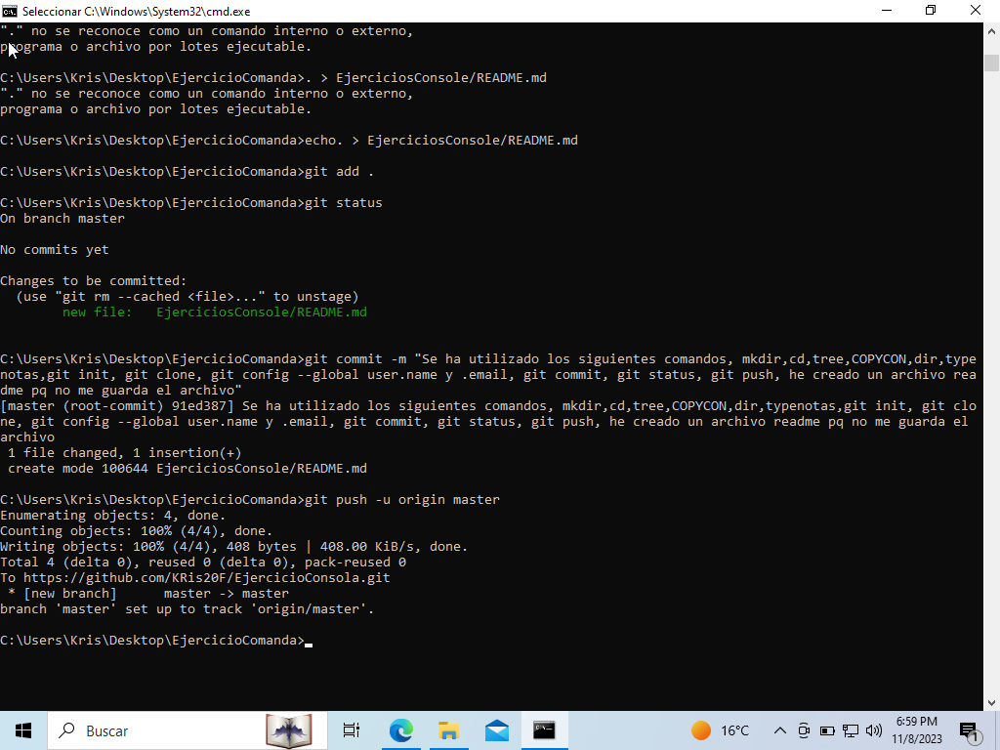 Seleccionar C:\Windows\System32\cmd.exe
"." no se reconoce como un comando interno o externo,
programa o archivo por lotes ejecutable.
C:\Users\Kris\Desktop\EjercicioComanda>. > EjerciciosConsole/README.md
"." no se reconoce como un comando interno o externo,
programa o archivo por lotes ejecutable.
C:\Users\Kris\Desktop\EjercicioComanda>echo. > EjerciciosConsole/README.md
C:\Users\Kris\Desktop\EjercicioComanda>git add .
C:\Users\Kris\Desktop\EjercicioComanda>git status
On branch master
No commits yet
Changes to be committed:
  (use "git rm --cached <file>..." to unstage)
        new file:   EjerciciosConsole/README.md
C:\Users\Kris\Desktop\EjercicioComanda>git commit -m "Se ha utilizado los siguientes comandos, mkdir,cd,tree,COPYCON,dir,type
notas,git init, git clone, git config --global user.name y .email, git commit, git status, git push, he creado un archivo rea
dme pq no me guarda el archivo"
[master (root-commit) 91ed387] Se ha utilizado los siguientes comandos, mkdir,cd,tree,COPYCON,dir,typenotas,git init, git clo
ne, git config --global user.name y .email, git commit, git status, git push, he creado un archivo readme pq no me guarda el
archivo
 1 file changed, 1 insertion(+)
 create mode 100644 EjerciciosConsole/README.md
C:\Users\Kris\Desktop\EjercicioComanda>git push -u origin master
Enumerating objects: 4, done.
Counting objects: 100% (4/4), done.
Writing objects: 100% (4/4), 408 bytes | 408.00 KiB/s, done.
Total 4 (delta 0), reused 0 (delta 0), pack-reused 0
To https://github.com/KRis20F/EjercicioConsola.git
 * [new branch]      master -> master
branch 'master' set up to track 'origin/master'.
C:\Users\Kris\Desktop\EjercicioComanda>
Buscar
16°C
6:59 PM
11/8/2023
1